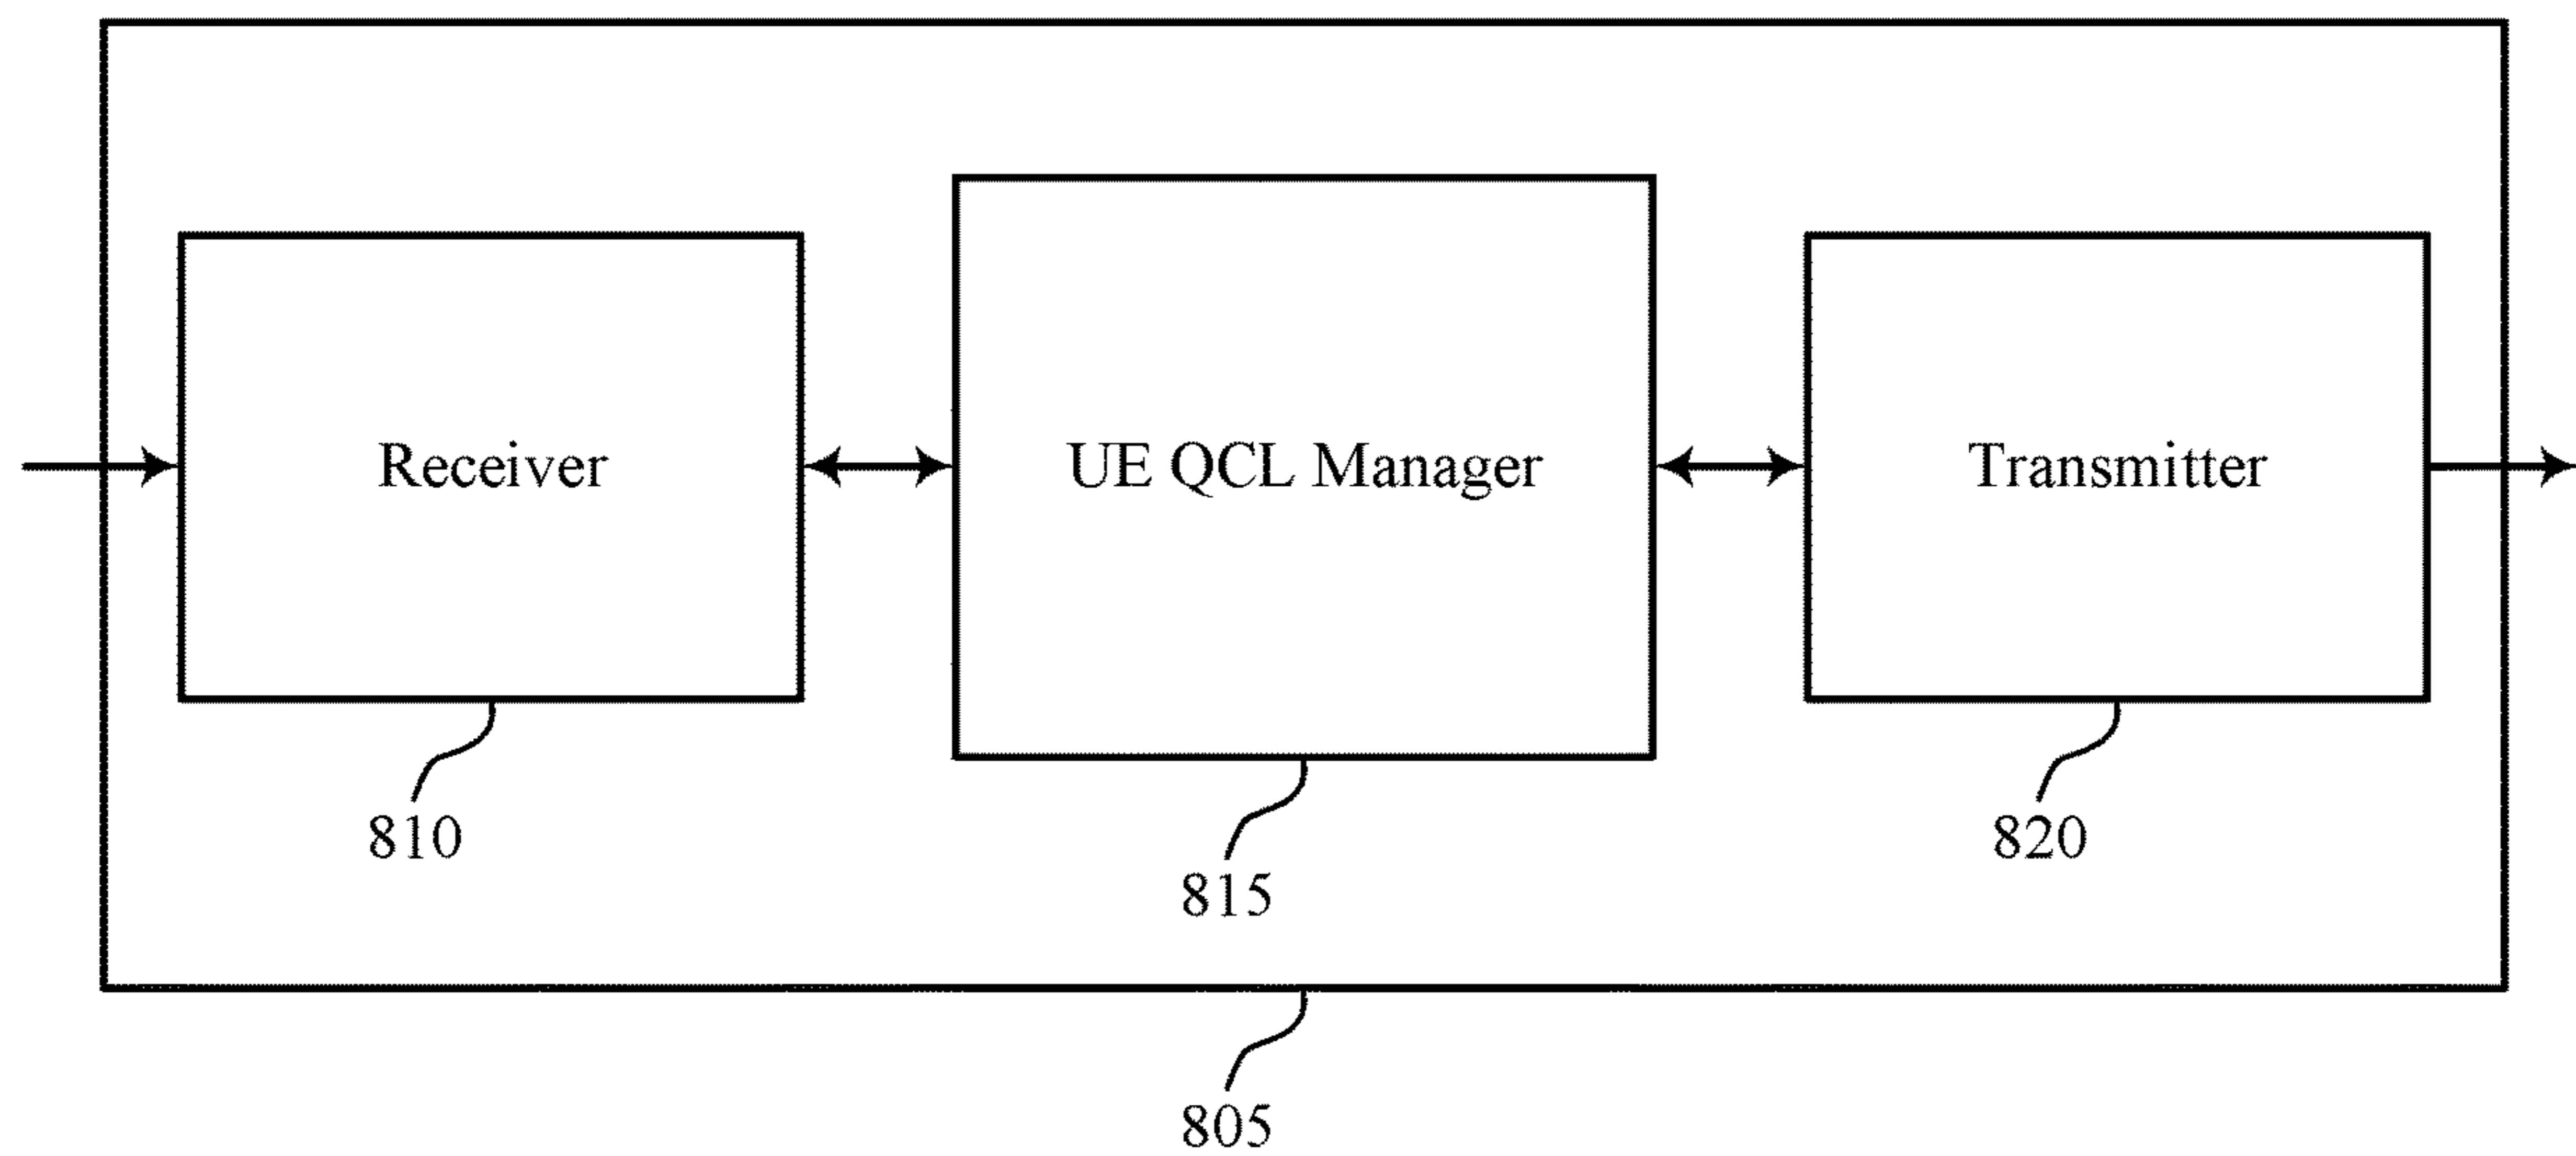 Receiver
UE QCL Manager
Transmitter
810
815
820
805